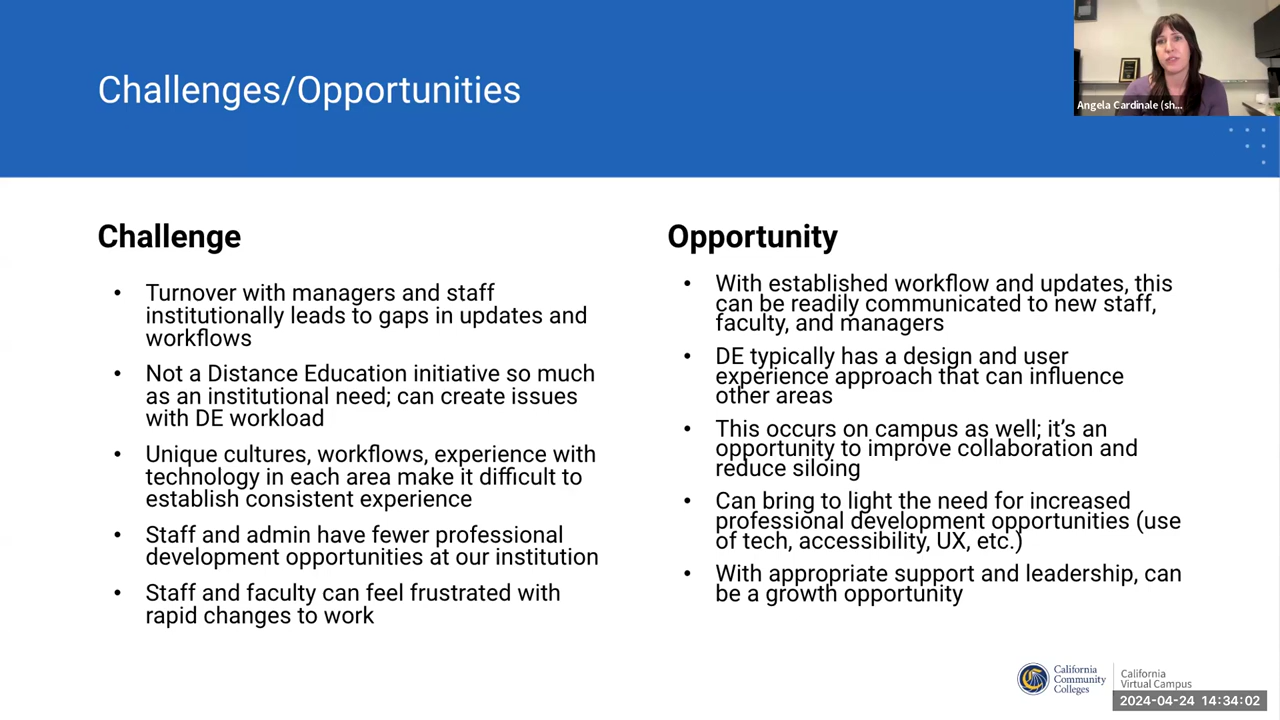 Challenges/Opportunities
Angela Cardinale (sh...
Challenge
• Turnover with managers and staff
institutionally leads to gaps in updates and
workflows
• Not a Distance Education initiative so much
as an institutional need; can create issues
with DE workload
• Unique cultures, workflows, experience with
technology in each area make it difficult to
establish consistent experience
• Staff and admin have fewer professional
development opportunities at our institution
• Staff and faculty can feel frustrated with
rapid changes to work
Opportunity
• With established workflow and updates, this
can be readily communicated to new staff,
faculty, and managers
• DE typically has a design and user
experience approach that can influence
other areas
• This occurs on campus as well; it’s an
opportunity to improve collaboration and
reduce siloing
• Can bring to light the need for increased
professional development opportunities (use
of tech, accessibility, UX, etc.)
• With appropriate support and leadership, can
be a growth opportunity
California
Community
Colleges
California
Virtual Campus
2024-04-24 14:34:02